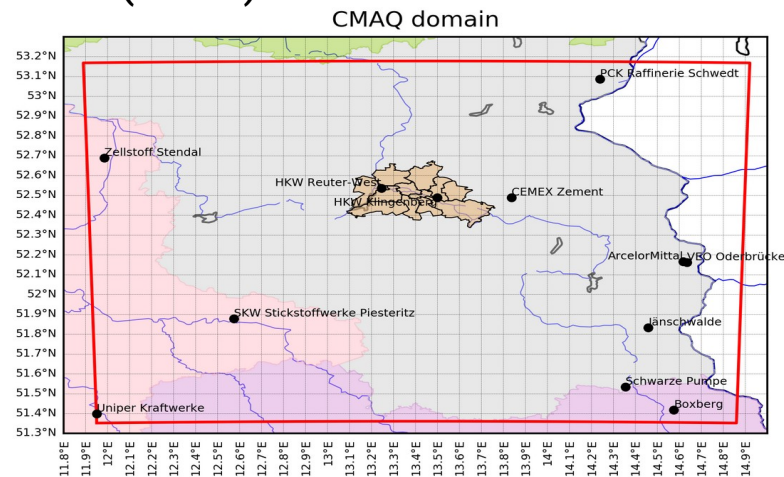 CMAQ domain
53.2°N
53.1°N
53°N
52.9°N
52.8°N
52.7°N
52.6°N
52.5°N
52.4°N
52.3°N
52.2°N
52.1°N
52°N
51.9°N
51.8°N
51.7°N
51.6°N
51.5°N
51.4°N
51.3°N
PCK Raffinerie Schwedt
Zellstoff Stendal
HKW Reuter-West
CEMEX Zement
HKW Klingenberg
ArcelorMittal
VEO Oderbrücke
SKW Stickstoffwerke Piesteritz
Jänschwalde
Schwarze Pumpe
Uniper Kraftwerke
Boxberg
11.8°E
11.9°E
12°E
12.1°E
12.2°E
12.3°E
12.4°E
12.5°E
12.6°E
12.7°E
12.8°E
12.9°E
13°E
13.1°E
13.2°E
13.3°E
13.4°E
13.5°E
13.6°E
13.7°E
13.8°E
13.9°E
14°E
14.1°E
14.2°E
14.3°E
14.4°E
14.5°E
14.6°E
14.7°E
14.8°E
14.9°E